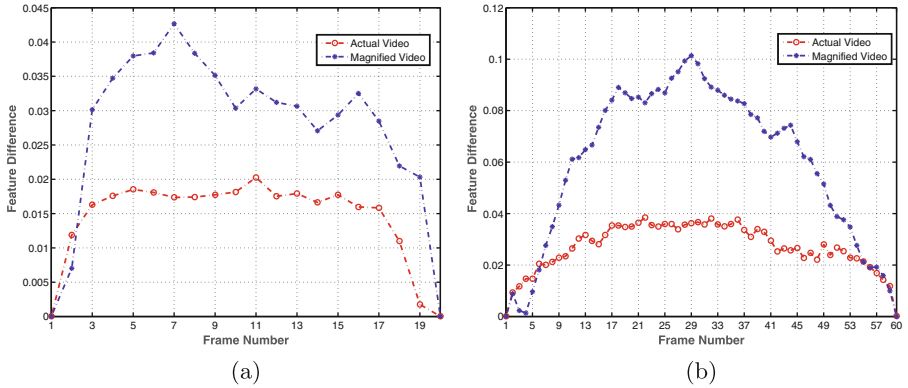 0.045
0.04
0.035
0.03
0.025
0.02
0.015
0.01
0.005
0
Feature Difference
1 3 5 7 9 11 13 15 17 19
Frame Number
Actual Video
Magnified Video
(a)
0.12
0.1
0.08
0.06
0.04
0.02
0
Feature Difference
1 5 9 13 17 21 25 29 33 37 41 45 49 53 57 60
Frame Number
Actual Video
Magnified Video
(b)